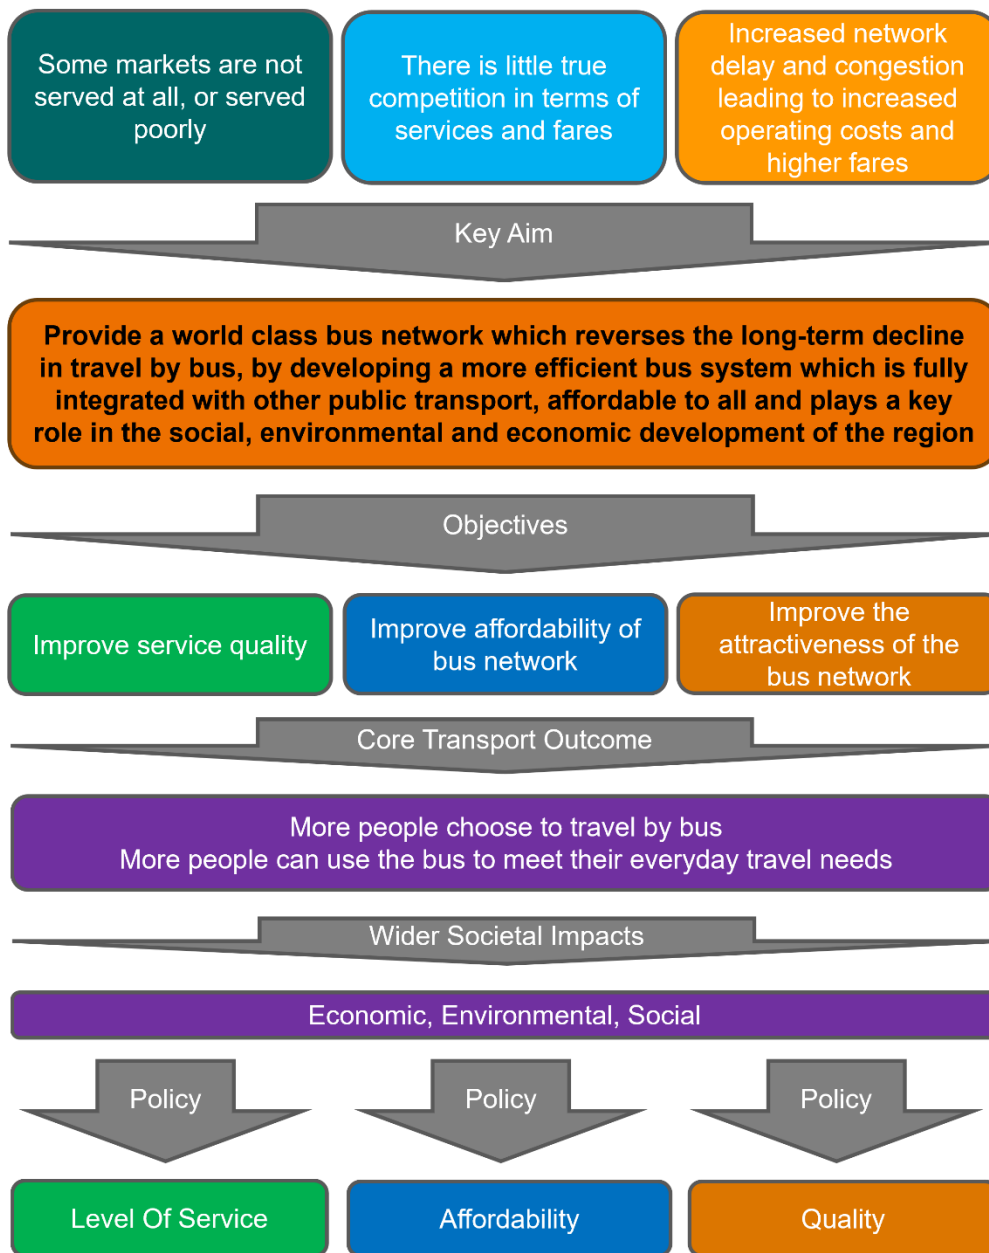 Some markets are not
served at all, or served
poorly
There is little true
competition in terms of
services and fares
Increased network
delay and congestion
leading to increased
operating costs and
higher fares
Key Aim
Provide a world class bus network which reverses the long-term decline
in travel by bus, by developing a more efficient bus system which is fully
integrated with other public transport, affordable to all and plays a key
role in the social, environmental and economic development of the region
Objectives
Improve service quality
Improve affordability of
bus network
Improve the
attractiveness of the
bus network
Core Transport Outcome
More people choose to travel by bus
More people can use the bus to meet their everyday travel needs
Wider Societal Impacts
Economic, Environmental, Social
Policy
Policy
Policy
Level Of Service
Affordability
Quality